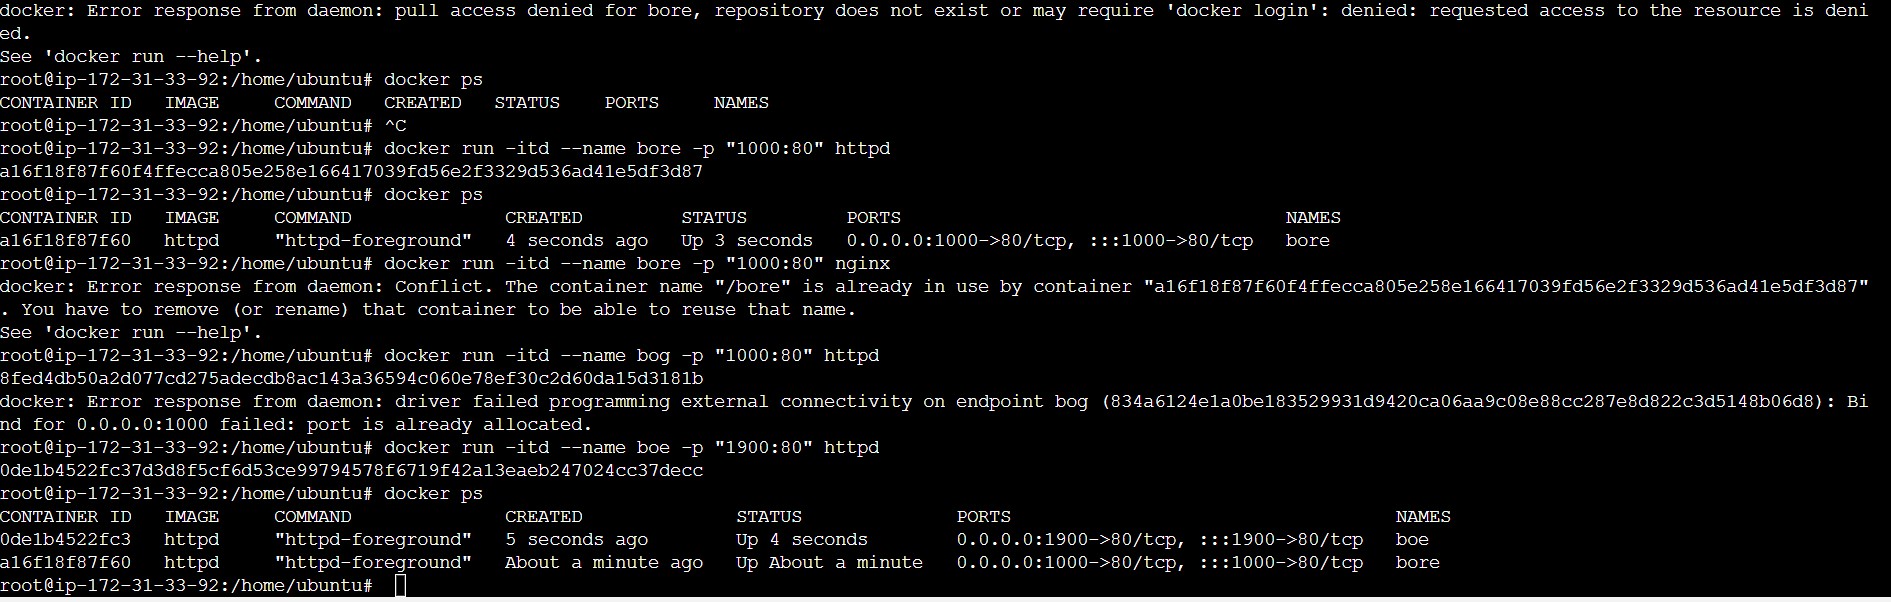 docker: Error response from daemon: pull access denied for bore, repository does not exist or may require 'docker login': denied: requested access to the resource is deni
ed.
See 'docker run --help'.
root@ip-172-31-33-92:/home/ubuntu# docker ps
CONTAINER ID   IMAGE     COMMAND   CREATED   STATUS    PORTS     NAMES
root@ip-172-31-33-92:/home/ubuntu# ^C
root@ip-172-31-33-92:/home/ubuntu# docker run -itd --name bore -p "1000:80" httpd
a16f18f87f60f4ffecca805e258e166417039fd56e2f3329d536ad41e5df3d87
root@ip-172-31-33-92:/home/ubuntu# docker ps
CONTAINER ID   IMAGE     COMMAND              CREATED         STATUS         PORTS                                   NAMES
a16f18f87f60   httpd     "httpd-foreground"   4 seconds ago   Up 3 seconds   0.0.0.0:1000->80/tcp, :::1000->80/tcp   bore
root@ip-172-31-33-92:/home/ubuntu# docker run -itd --name bore -p "1000:80" nginx
docker: Error response from daemon: Conflict. The container name "/bore" is already in use by container "a16f18f87f60f4ffecca805e258e166417039fd56e2f3329d536ad41e5df3d87"
. You have to remove (or rename) that container to be able to reuse that name.
See 'docker run --help'.
root@ip-172-31-33-92:/home/ubuntu# docker run -itd --name bog -p "1000:80" httpd
8fed4db50a2d077cd275adecdb8ac143a36594c060e78ef30c2d60da15d3181b
docker: Error response from daemon: driver failed programming external connectivity on endpoint bog (834a6124e1a0be183529931d9420ca06aa9c08e88cc287e8d822c3d5148b06d8): Bi
nd for 0.0.0.0:1000 failed: port is already allocated.
root@ip-172-31-33-92:/home/ubuntu# docker run -itd --name boe -p "1900:80" httpd
0de1b4522fc37d3d8f5cf6d53ce99794578f6719f42a13eaeb247024cc37decc
root@ip-172-31-33-92:/home/ubuntu# docker ps
CONTAINER ID   IMAGE     COMMAND              CREATED              STATUS              PORTS                                   NAMES
0de1b4522fc3   httpd     "httpd-foreground"   5 seconds ago        Up 4 seconds        0.0.0.0:1900->80/tcp, :::1900->80/tcp   boe
a16f18f87f60   httpd     "httpd-foreground"   About a minute ago   Up About a minute   0.0.0.0:1000->80/tcp, :::1000->80/tcp   bore
root@ip-172-31-33-92:/home/ubuntu#